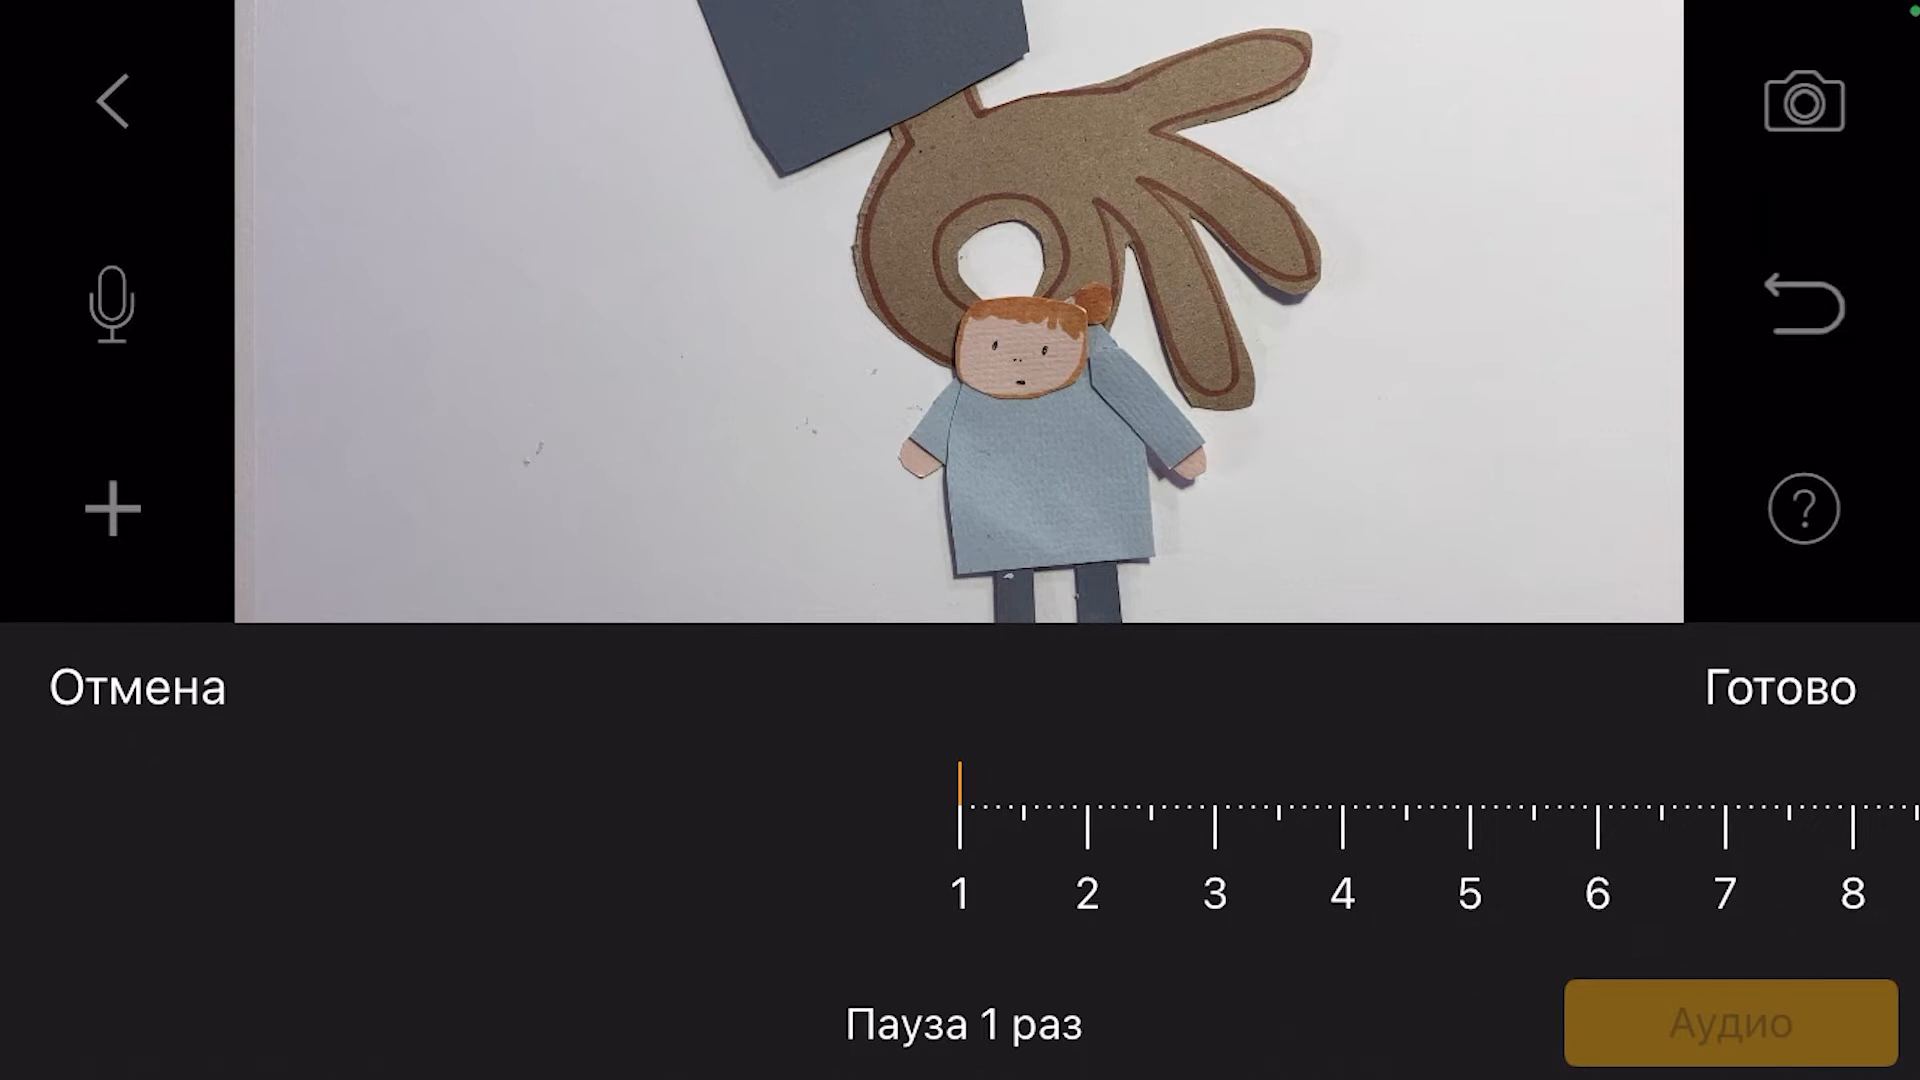 Отмена
Готово
1 2 3 4 5 6 7 8
Пауза 1 раз
Аудио